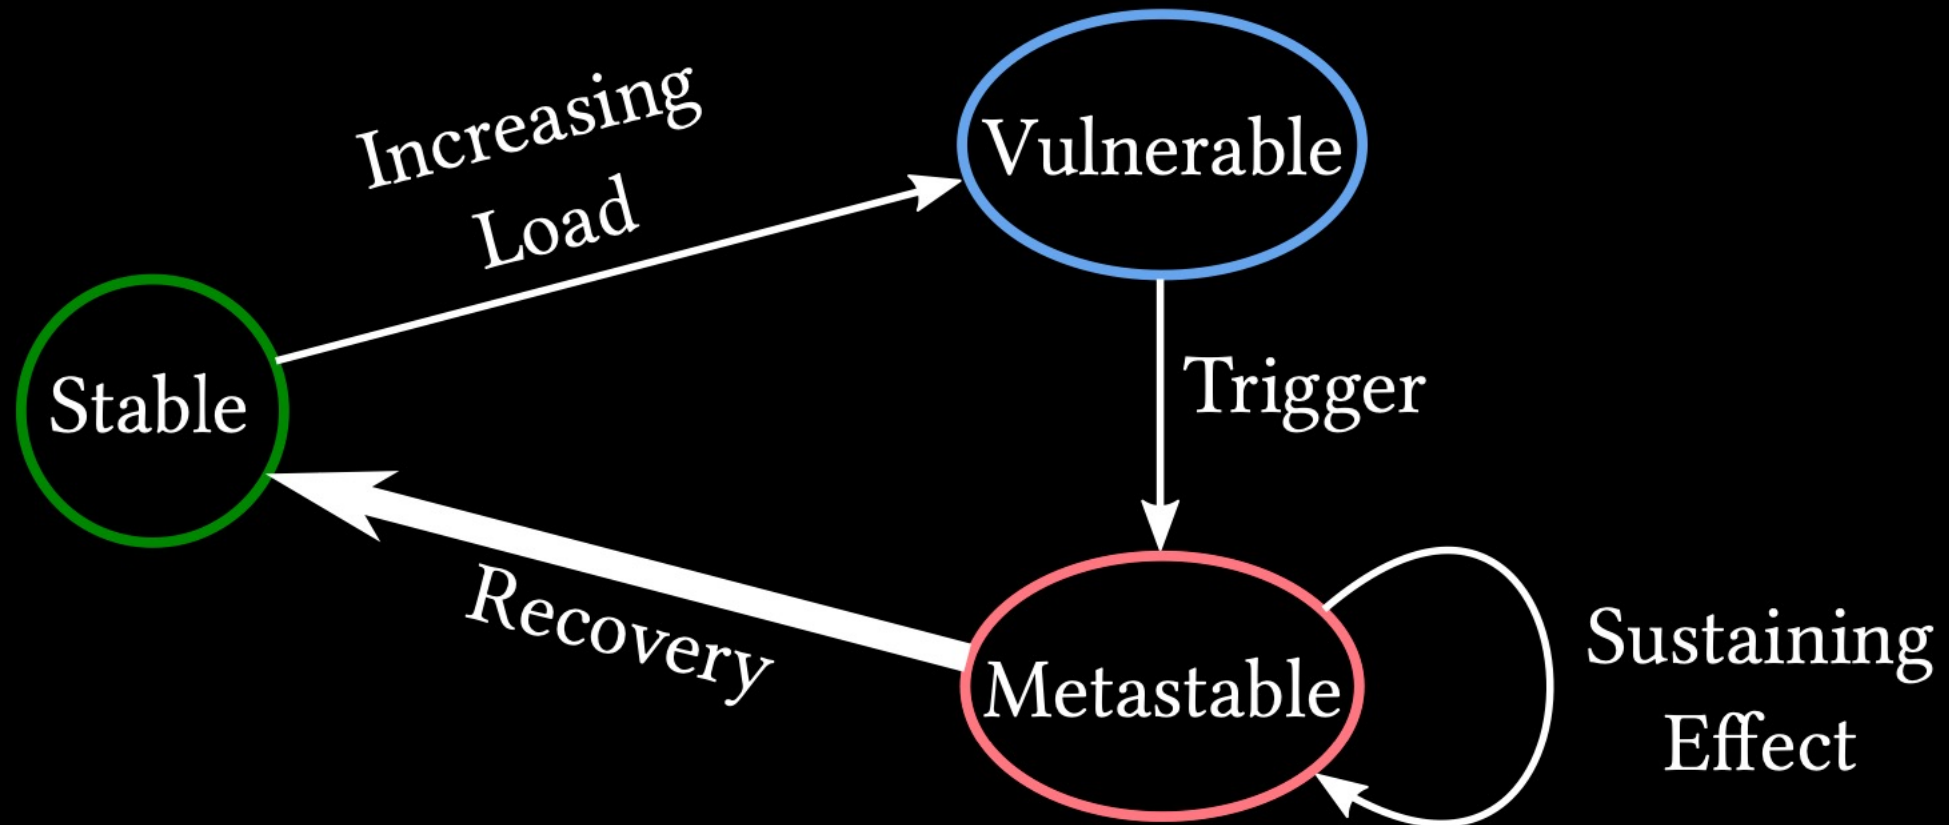 Increasing
Load
Vulnerable
Stable
Trigger
Recovery
Metastable
Sustaining
Effect